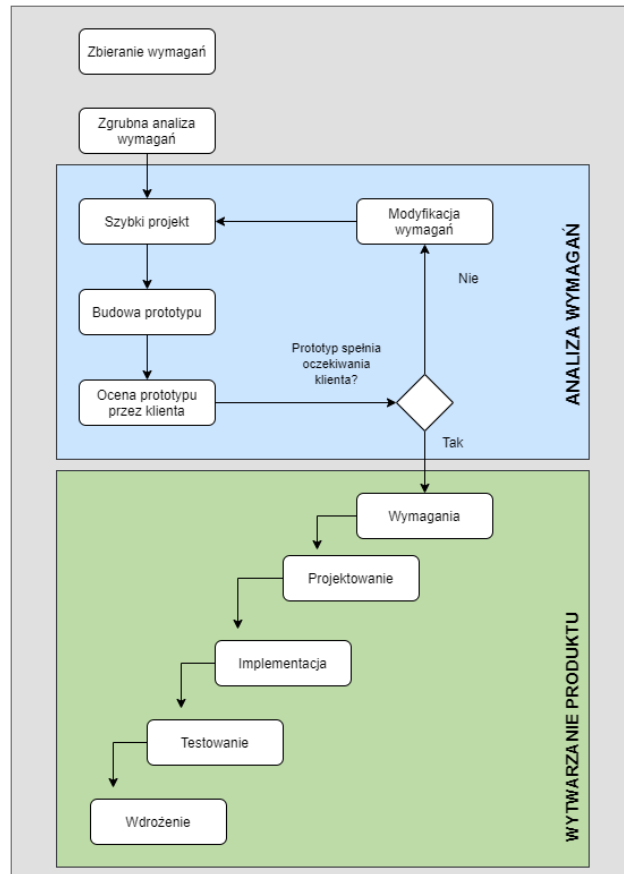 Zbieranie wymagań
Zgrubna analiza
wymagań
Szybki projekt
Modyfikacja
wymagań
Nie
Budowa prototypu
Prototyp spełnia
oczekiwania
klienta?
Ocena prototypu
przez klienta
Tak
ANALIZA WYMAGAŃ
Wymagania
Projektowanie
Implementacja
Testowanie
Wdrożenie
WYTWARZANIE PRODUKTU